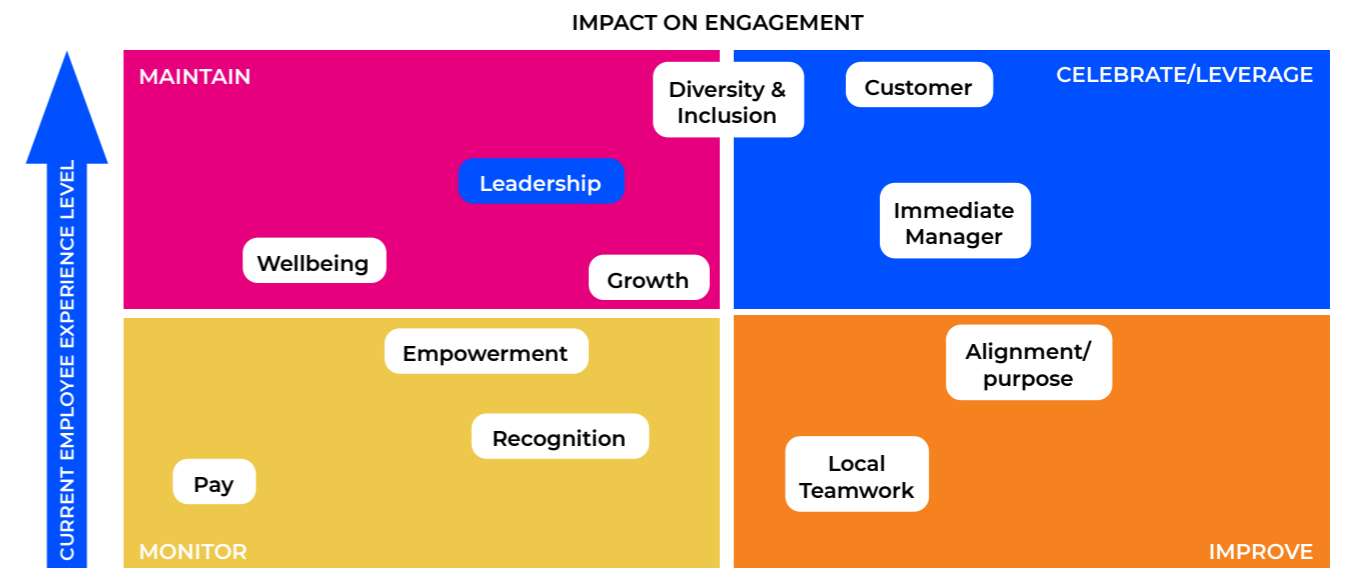 IMPACT ON ENGAGEMENT
CURRENT EMPLOYEE EXPERIENCE LEVEL
MAINTAIN
Diversity &
Inclusion
Customer
CELEBRATE/LEVERAGE
Leadership
Immediate
Manager
Wellbeing
Growth
Empowerment
Alignment/
purpose
Recognition
Local
Teamwork
Pay
MONITOR
IMPROVE